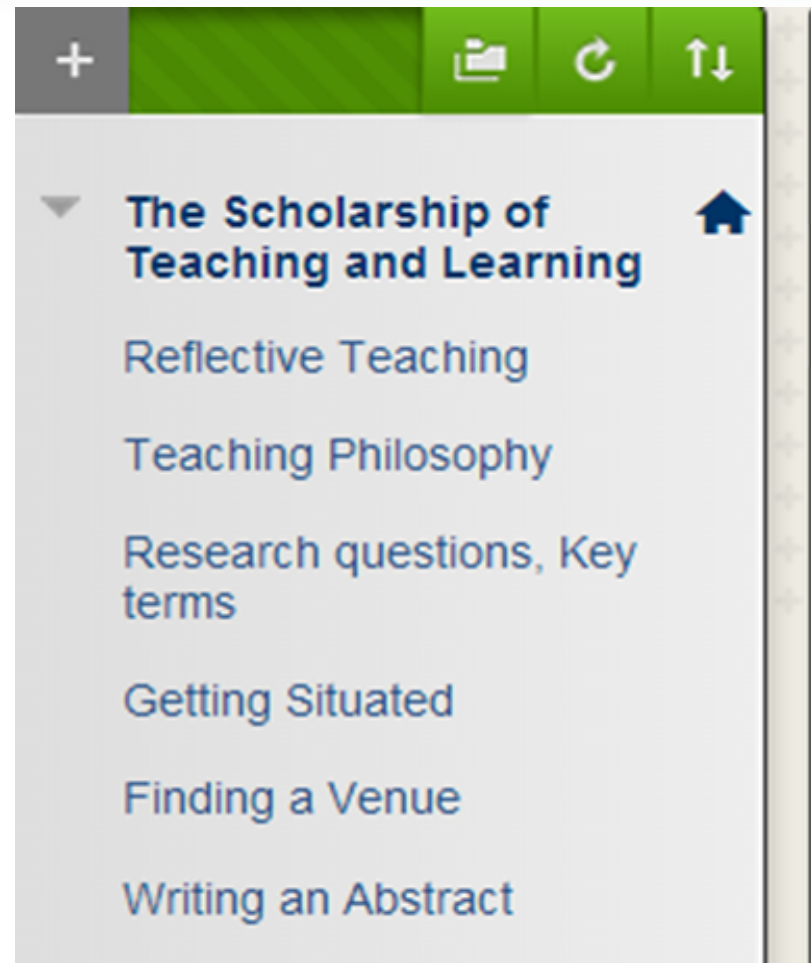 The Scholarship of
Teaching and Learning
Reflective Teaching
Teaching Philosophy
Research questions, Key
terms
Getting Situated
Finding a Venue
Writing an Abstract